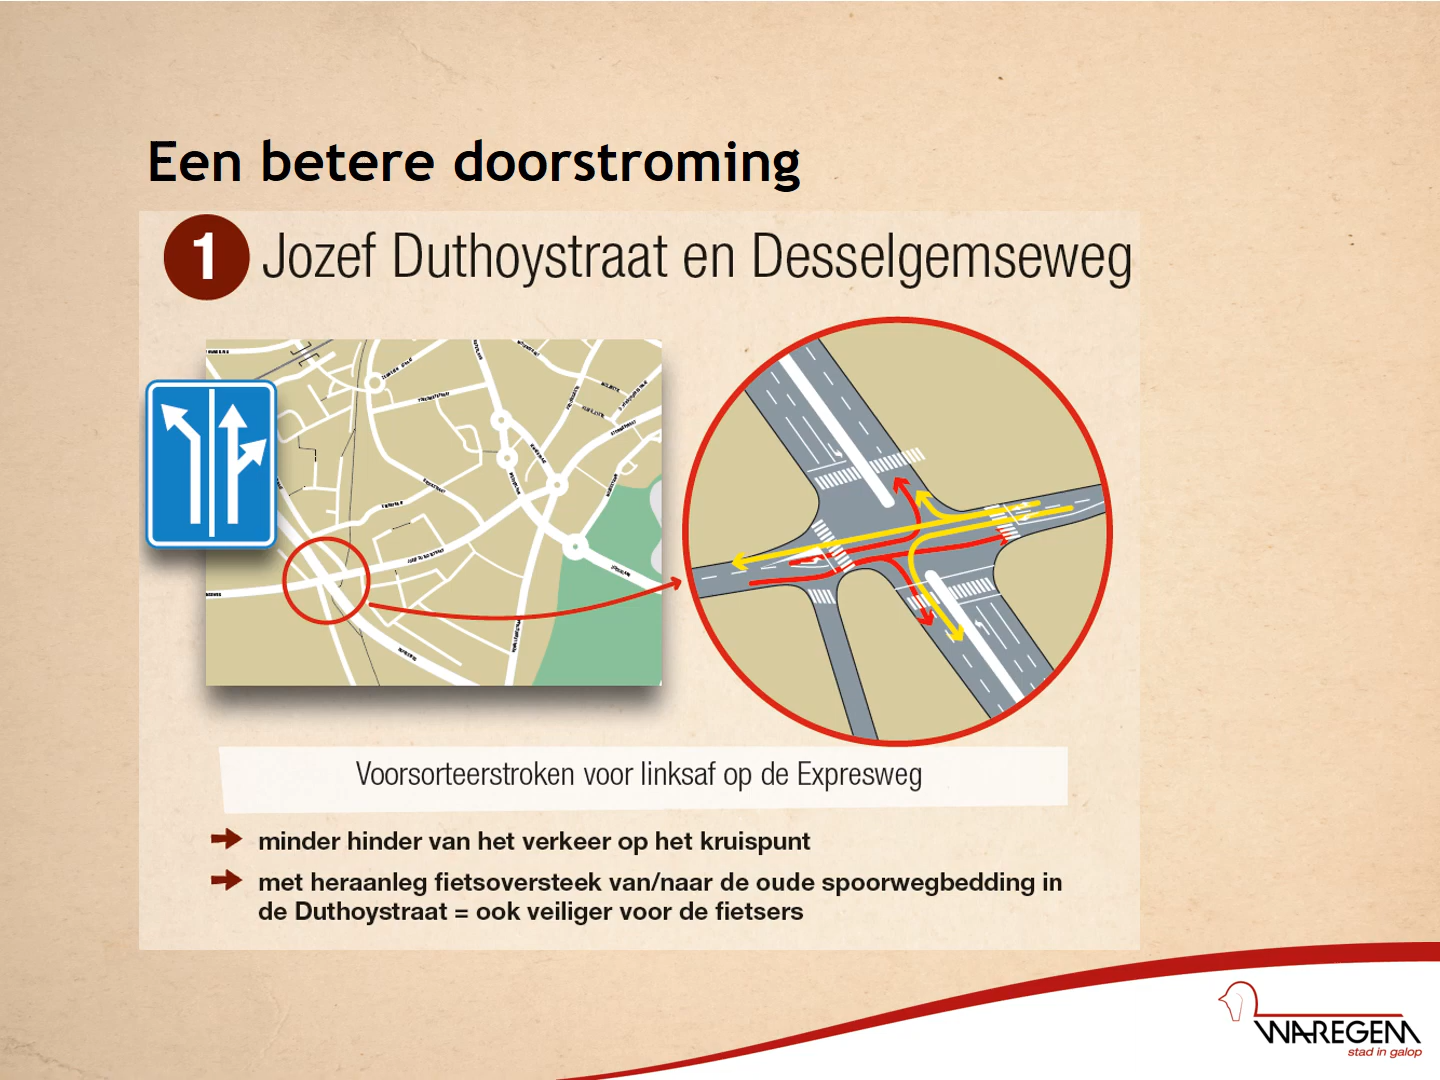 Een betere doorstroming
1 Jozef Duthoystraat en Desselgemseweg
Voorsorteerstroken voor linksaf op de Expresweg
minder hinder van het verkeer op het kruispunt
met heraanleg fietsoversteek van/naar de oude spoorwegbedding in
de Duthoystraat = ook veiliger voor de fietsers
WAREGEM
stad in galop